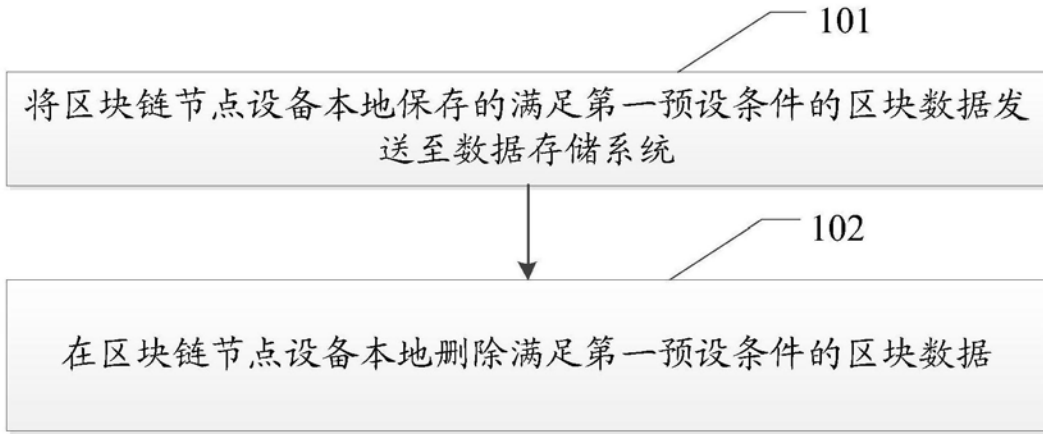 101
将区块链节点设备本地保存的满足第一预设条件的区块数据发
送至数据存储系统
102
在区块链节点设备本地删除满足第一预设条件的区块数据